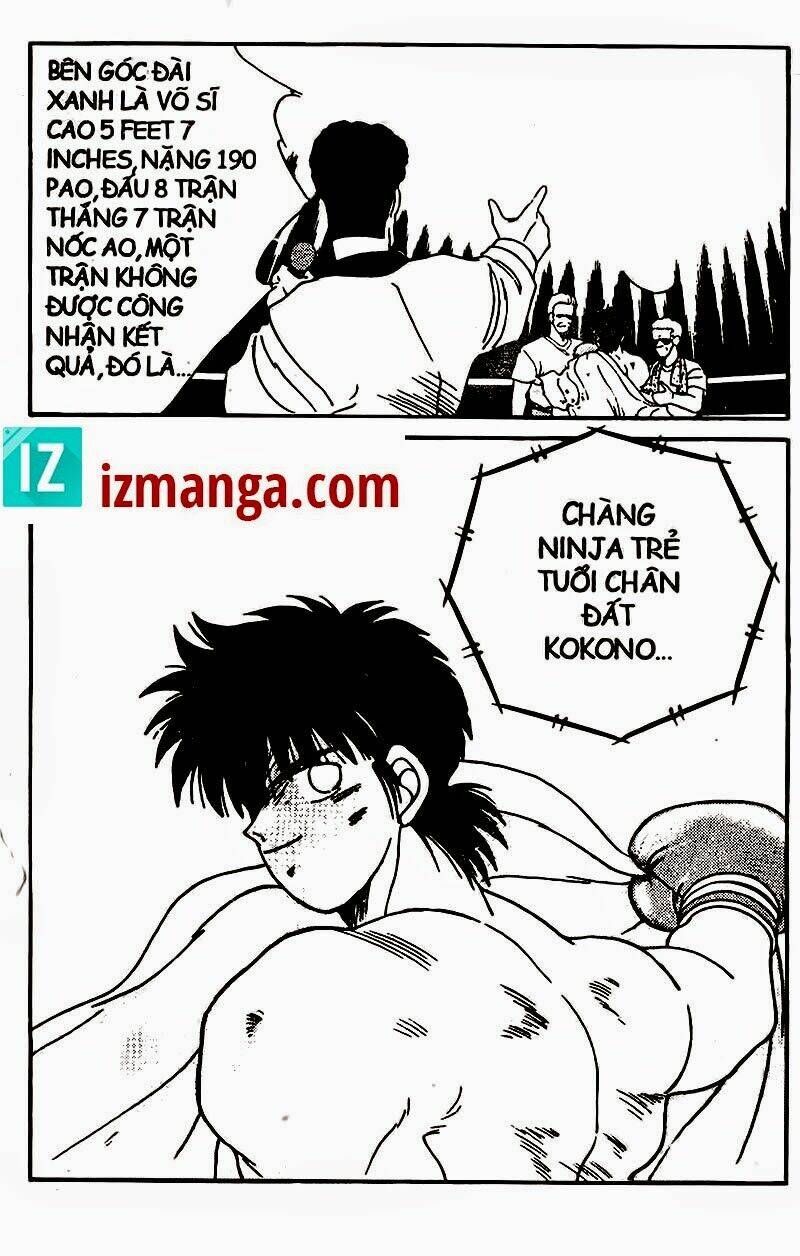 BÊN GÓC ĐÀI
XANH LÀ VÕ SĨ
CAO 5 FEET 7
INCHES, NẶNG 190
PAO, ĐẤU 8 TRẬN
THẮNG 7 TRẬN
NỐC AO, MỘT
TRẬN KHÔNG
ĐƯỢC CÔNG
NHẬN KẾT
QUẢ, ĐÓ LÀ...
IZ
izmanga.com
CHÀNG
NINJA TRẺ
TUỔI CHÂN
ĐẤT
KOKONO...